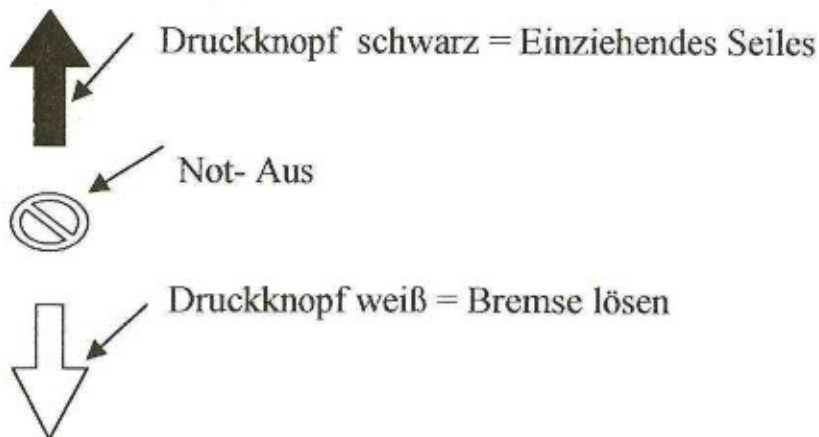 Druckknopf schwarz = Einziehendes Seiles
Not- Aus
Druckknopf weiß = Bremse lösen